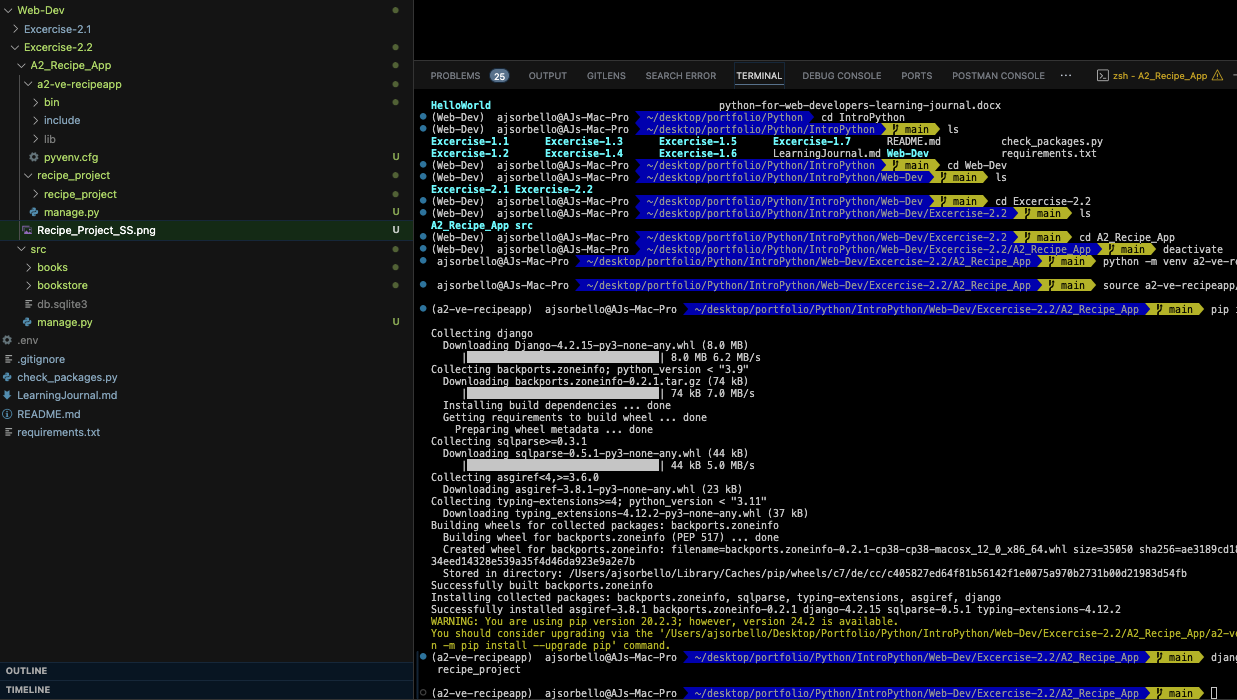 Web-Dev
Excercise-2.1
Excercise-2.2
A2_Recipe_App
a2-ve-recipeapp
bin
include
lib
pyvenv.cfg U
recipe_project
recipe_project
manage.py U
Recipe_Project_SS.png U
src
books
bookstore
db.sqlite3
manage.py U
.env
.gitignore
check_packages.py
LearningJournal.md
README.md
requirements.txt
OUTLINE
TIMELINE
PROBLEMS 25 OUTPUT GITLENS SEARCH ERROR TERMINAL DEBUG CONSOLE PORTS POSTMAN CONSOLE ··· zsh - A2_Recipe_App
HelloWorld python-for-web-developers-learning-journal.docx
(Web-Dev) ajsorbello@AJs-Mac-Pro ~/desktop/portfolio/Python cd IntroPython
(Web-Dev) ajsorbello@AJs-Mac-Pro ~/desktop/portfolio/Python/IntroPython main ls
Excercise-1.1 Excercise-1.3 Excercise-1.5 Excercise-1.7 README.md check_packages.py
Excercise-1.2 Excercise-1.4 Excercise-1.6 LearningJournal.md Web-Dev requirements.txt
(Web-Dev) ajsorbello@AJs-Mac-Pro ~/desktop/portfolio/Python/IntroPython main cd Web-Dev
(Web-Dev) ajsorbello@AJs-Mac-Pro ~/desktop/portfolio/Python/IntroPython/Web-Dev main ls
Excercise-2.1 Excercise-2.2
(Web-Dev) ajsorbello@AJs-Mac-Pro ~/desktop/portfolio/Python/IntroPython/Web-Dev main cd Excercise-2.2
(Web-Dev) ajsorbello@AJs-Mac-Pro ~/desktop/portfolio/Python/IntroPython/Web-Dev/Excercise-2.2 main ls
A2_Recipe_App src
(Web-Dev) ajsorbello@AJs-Mac-Pro ~/desktop/portfolio/Python/IntroPython/Web-Dev/Excercise-2.2 main cd A2_Recipe_App
(Web-Dev) ajsorbello@AJs-Mac-Pro ~/desktop/portfolio/Python/IntroPython/Web-Dev/Excercise-2.2/A2_Recipe_App main deactivate
ajsorbello@AJs-Mac-Pro ~/desktop/portfolio/Python/IntroPython/Web-Dev/Excercise-2.2/A2_Recipe_App main python -m venv a2-ve-r
ajsorbello@AJs-Mac-Pro ~/desktop/portfolio/Python/IntroPython/Web-Dev/Excercise-2.2/A2_Recipe_App main source a2-ve-recipeapp/
(a2-ve-recipeapp) ajsorbello@AJs-Mac-Pro ~/desktop/portfolio/Python/IntroPython/Web-Dev/Excercise-2.2/A2_Recipe_App main pip i
Collecting django
Downloading Django-4.2.15-py3-none-any.whl (8.0 MB)
| | 8.0 MB 6.2 MB/s
Collecting backports.zoneinfo; python_version < "3.9"
Downloading backports.zoneinfo-0.2.1.tar.gz (74 kB)
| | 74 kB 7.0 MB/s
Installing build dependencies ... done
Getting requirements to build wheel ... done
Preparing wheel metadata ... done
Collecting sqlparse>=0.3.1
Downloading sqlparse-0.5.1-py3-none-any.whl (44 kB)
| | 44 kB 5.0 MB/s
Collecting asgiref<4,>=3.6.0
Downloading asgiref-3.8.1-py3-none-any.whl (23 kB)
Collecting typing-extensions>=4; python_version < "3.11"
Downloading typing_extensions-4.12.2-py3-none-any.whl (37 kB)
Building wheels for collected packages: backports.zoneinfo
Building wheel for backports.zoneinfo (PEP 517) ... done
Created wheel for backports.zoneinfo: filename=backports.zoneinfo-0.2.1-cp38-cp38-macosx_12_0_x86_64.whl size=35050 sha256=ae3189cd18
34eed14328e539a35f4d46da923e9a2e7b
Stored in directory: /Users/ajsorbello/Library/Caches/pip/wheels/c7/de/cc/c405827ed64f81b56142f1e0075a970b2731b00d21983d54fb
Successfully built backports.zoneinfo
Installing collected packages: backports.zoneinfo, sqlparse, typing-extensions, asgiref, django
Successfully installed asgiref-3.8.1 backports.zoneinfo-0.2.1 django-4.2.15 sqlparse-0.5.1 typing-extensions-4.12.2
WARNING: You are using pip version 20.2.3; however, version 24.2 is available.
You should consider upgrading via the '/Users/ajsorbello/Desktop/Portfolio/Python/IntroPython/Web-Dev/Excercise-2.2/A2_Recipe_App/a2-v
n -m pip install --upgrade pip' command.
(a2-ve-recipeapp) ajsorbello@AJs-Mac-Pro ~/desktop/portfolio/Python/IntroPython/Web-Dev/Excercise-2.2/A2_Recipe_App main djan
recipe_project
(a2-ve-recipeapp) ajsorbello@AJs-Mac-Pro ~/desktop/portfolio/Python/IntroPython/Web-Dev/Excercise-2.2/A2_Recipe_App main